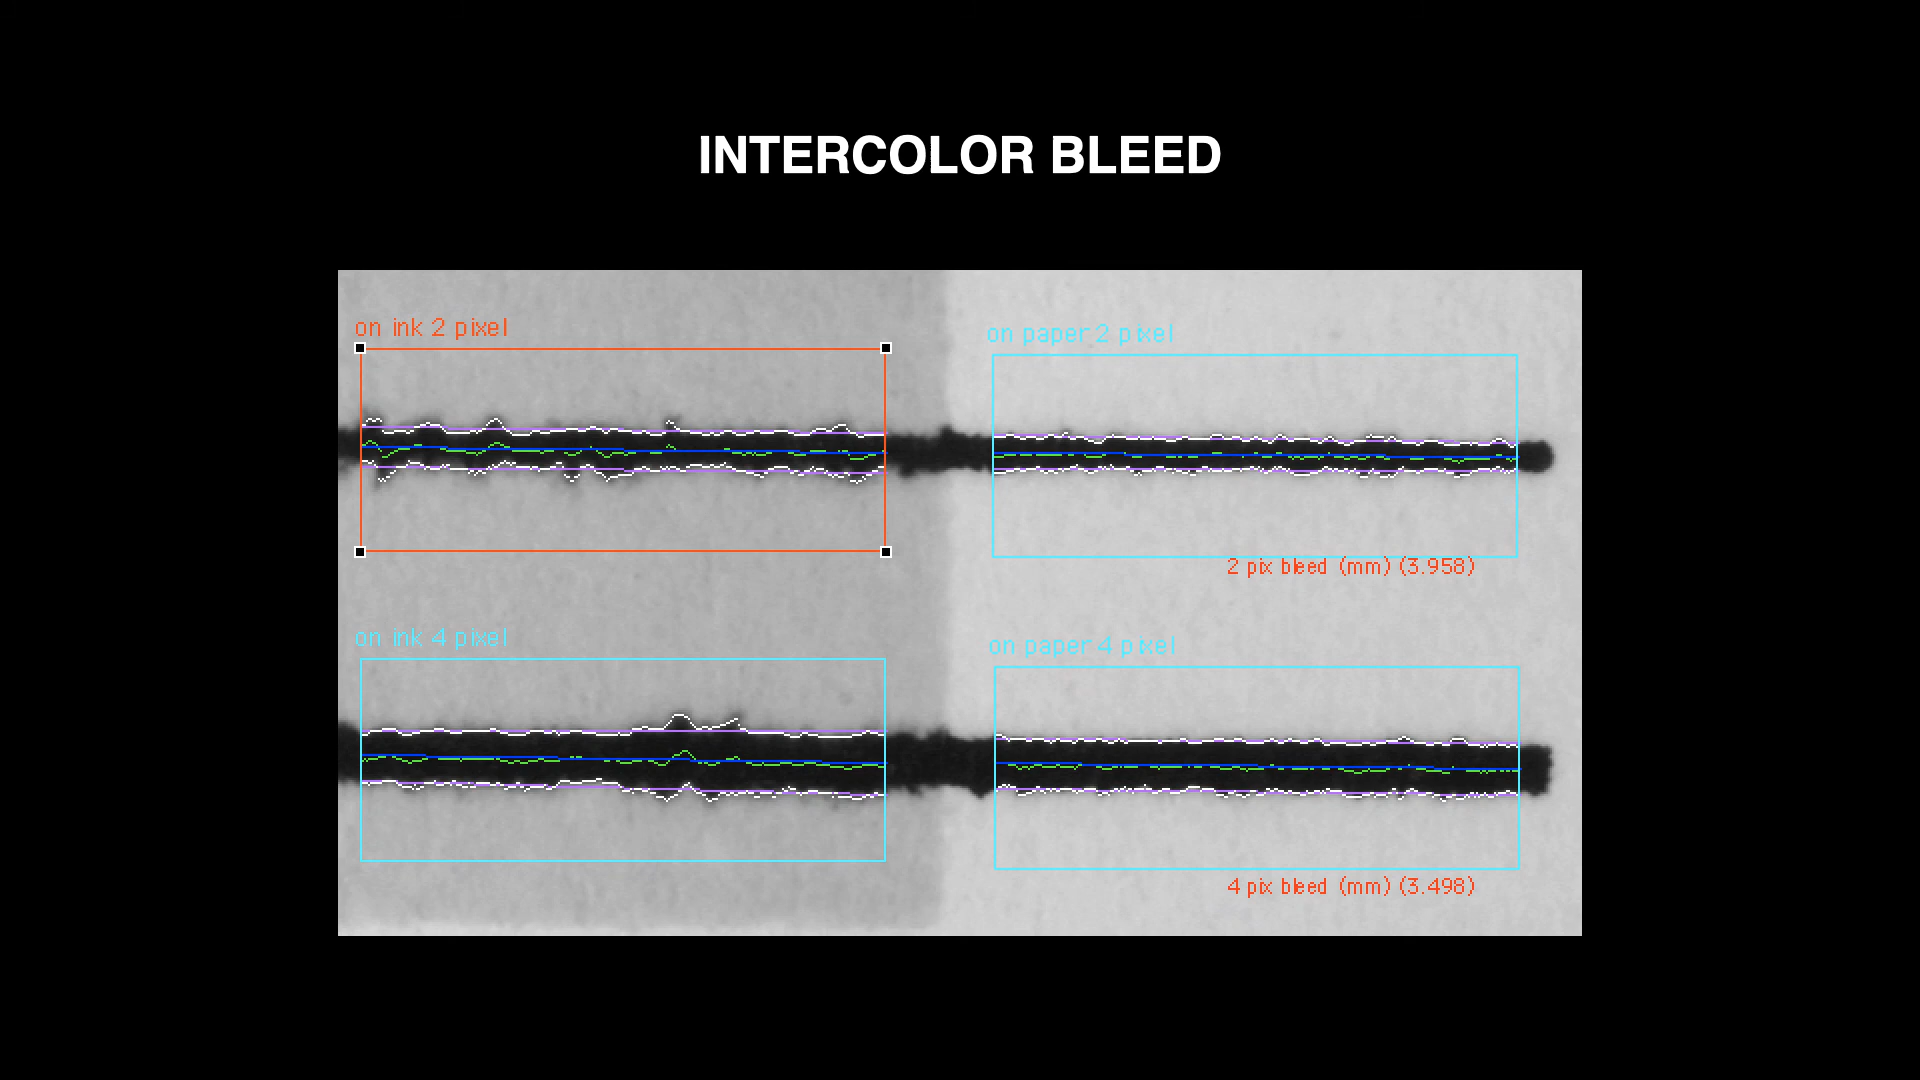 INTERCOLOR BLEED
on ink 2 pixel
on paper 2 pixel
2 pix bleed (mm) (3.958)
on ink 4 pixel
on paper 4 pixel
4 pix bleed (mm) (3.498)